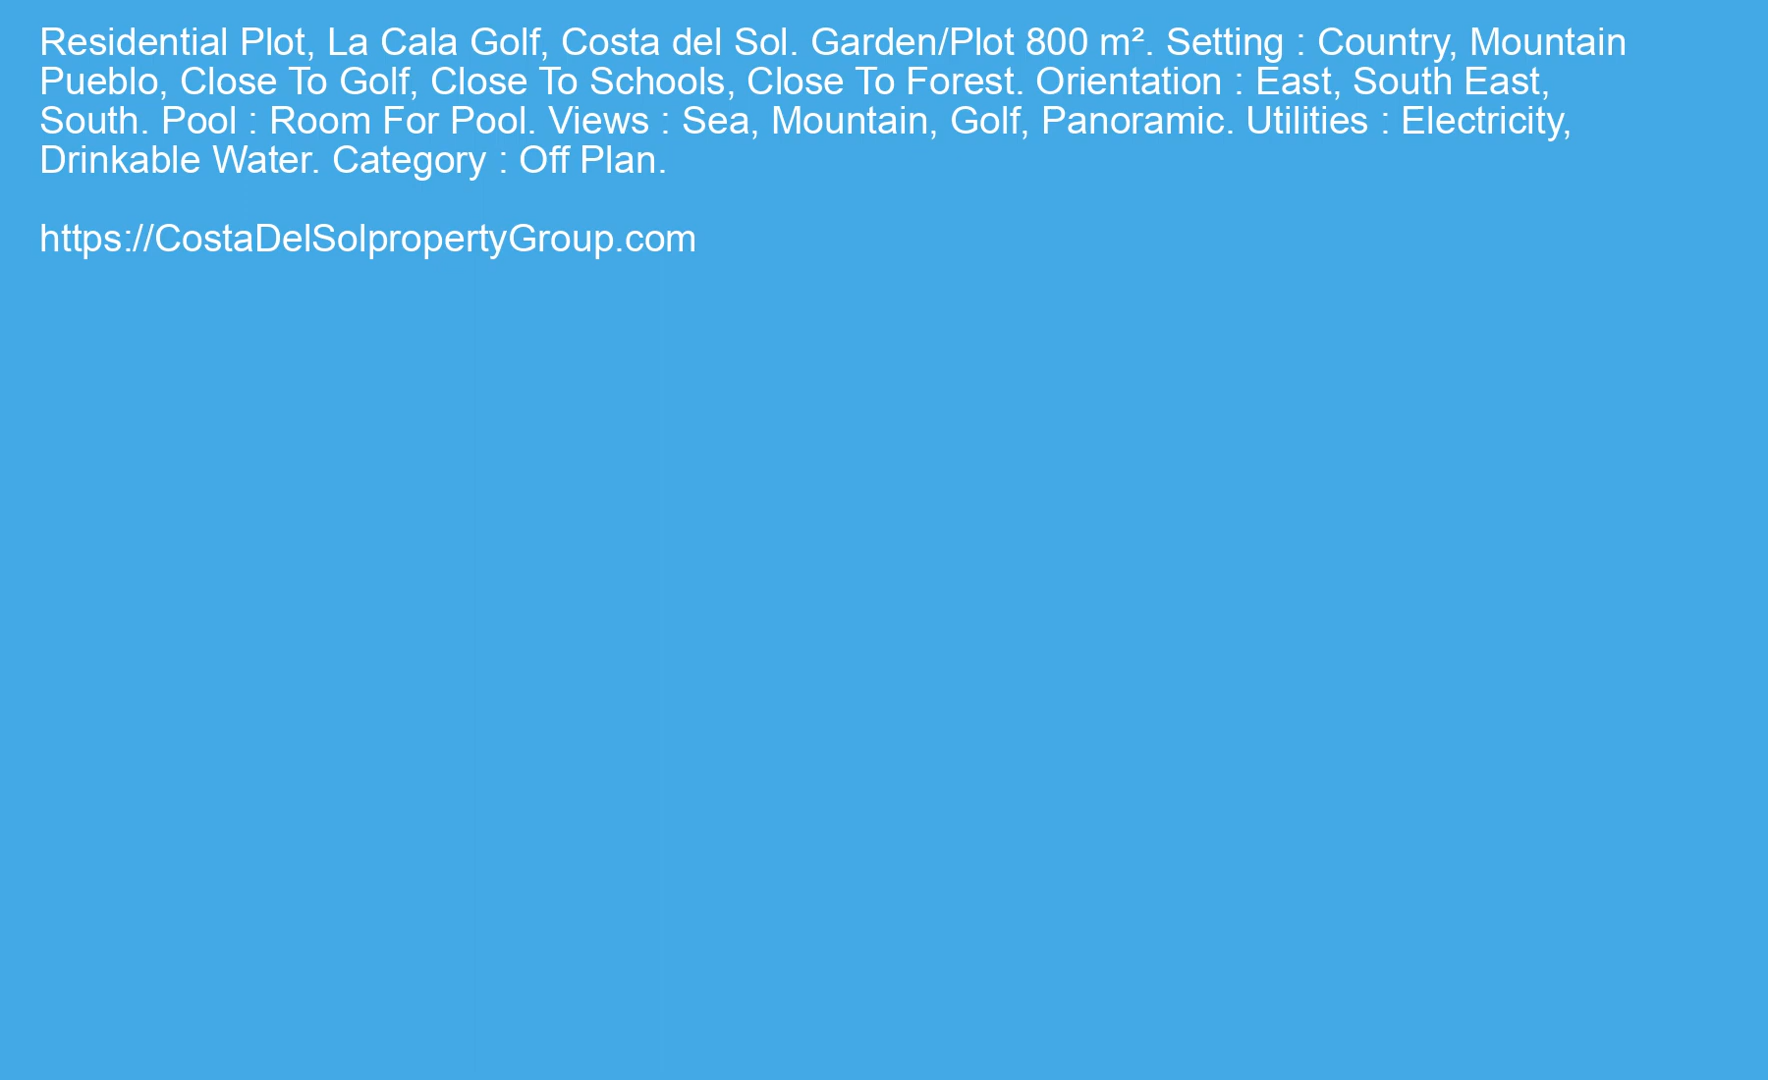 Residential Plot, La Cala Golf, Costa del Sol. Garden/Plot 800 m². Setting : Country, Mountain
Pueblo, Close To Golf, Close To Schools, Close To Forest. Orientation : East, South East,
South. Pool : Room For Pool. Views : Sea, Mountain, Golf, Panoramic. Utilities : Electricity,
Drinkable Water. Category : Off Plan.
https://CostaDelSolpropertyGroup.com